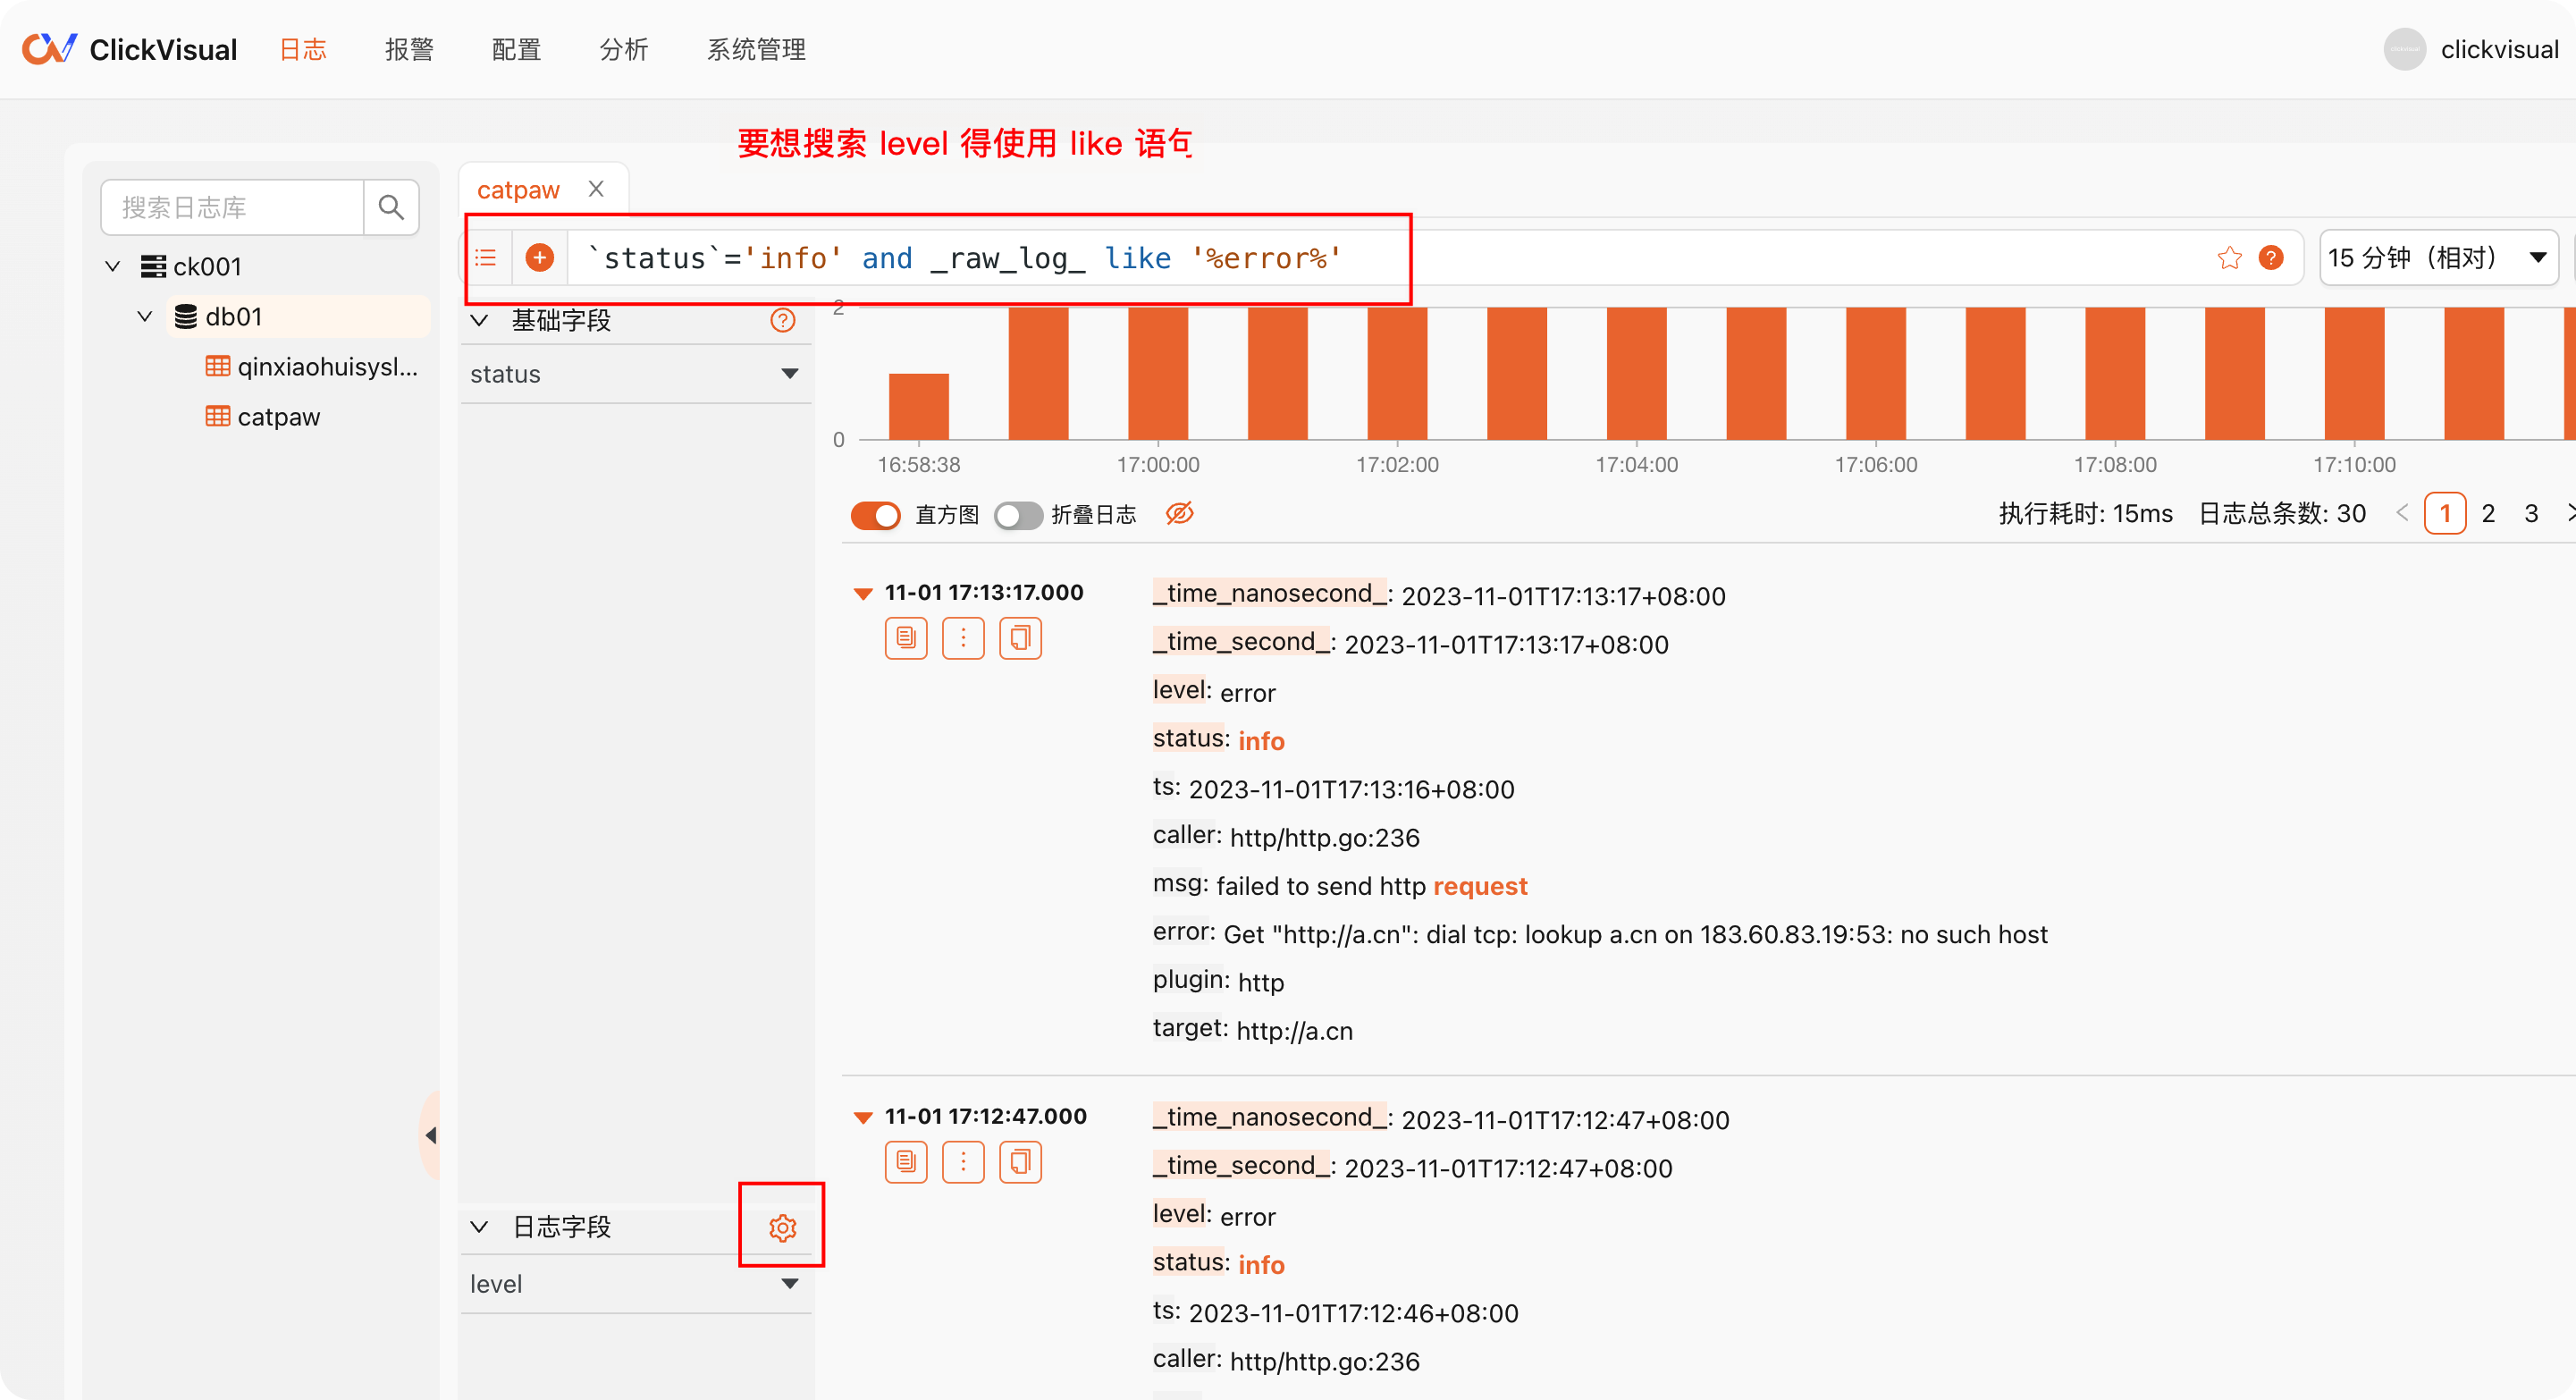 ClickVisual 日志 报警 配置 分析 系统管理 clickvisual
要想搜索 level 得使用 like 语句
搜索日志库
ck001
db01
qinxiaohuisysl...
catpaw
catpaw
`status`='info' and _raw_log_ like '%error%'
15 分钟（相对）
基础字段
status
2
0
16:58:38 17:00:00 17:02:00 17:04:00 17:06:00 17:08:00 17:10:00
直方图 折叠日志 执行耗时: 15ms 日志总条数: 30 < 1 2 3 >
11-01 17:13:17.000
_time_nanosecond_: 2023-11-01T17:13:17+08:00
_time_second_: 2023-11-01T17:13:17+08:00
level: error
status: info
ts: 2023-11-01T17:13:16+08:00
caller: http/http.go:236
msg: failed to send http request
error: Get "http://a.cn": dial tcp: lookup a.cn on 183.60.83.19:53: no such host
plugin: http
target: http://a.cn
11-01 17:12:47.000
_time_nanosecond_: 2023-11-01T17:12:47+08:00
_time_second_: 2023-11-01T17:12:47+08:00
level: error
status: info
ts: 2023-11-01T17:12:46+08:00
caller: http/http.go:236
日志字段
level